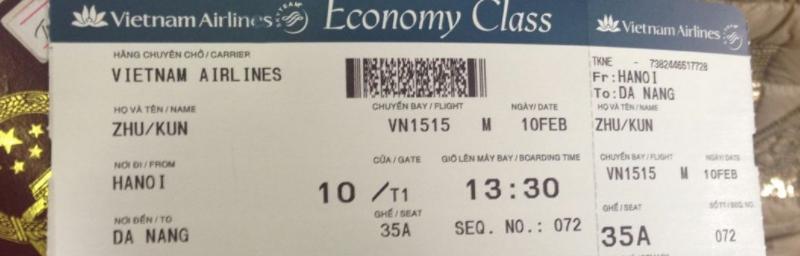 Vietnam Airlines SKYTEAM Economy Class
HÃNG CHUYÊN CHỞ / CARRIER
VIETNAM AIRLINES
HỌ VÀ TÊN / NAME
ZHU/KUN
CHUYẾN BAY / FLIGHT NGÀY/ DATE
VN1515 M 10FEB
NƠI ĐI / FROM
HANOI
CỬA / GATE GIỜ LÊN MÁY BAY / BOARDING TIME
10 /T1 13:30
NƠI ĐẾN / TO
DA NANG
GHẾ / SEAT
35A SEQ. NO.: 072
Vietnam Airlines
TKNE - 7382446517728
Fr:HANOI
To:DA NANG
HỌ VÀ TÊN / NAME
ZHU/KUN
CHUYẾN BAY / FLIGHT NGÀY/ DATE
VN1515 M 10FEB
GHẾ / SEAT SỐTT/SEQ NO.
35A 072